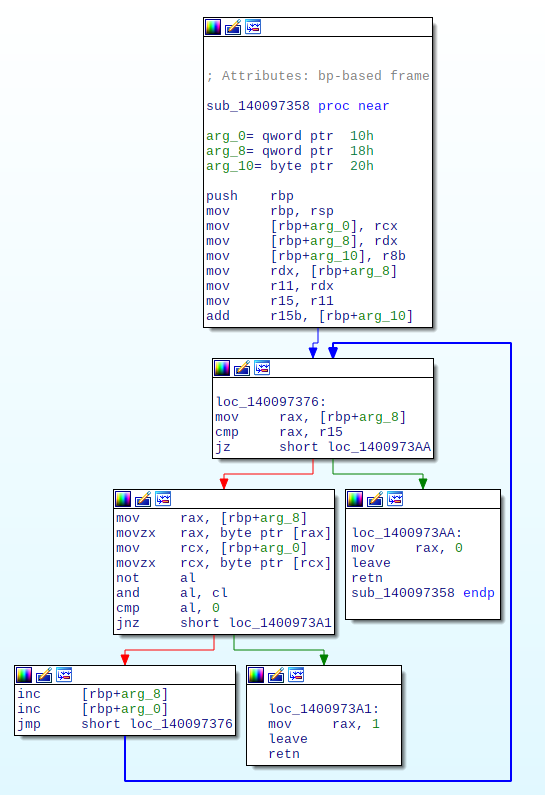 ; Attributes: bp-based frame
sub_140097358 proc near
arg_0= qword ptr  10h
arg_8= qword ptr  18h
arg_10= byte ptr  20h
push    rbp
mov     rbp, rsp
mov     [rbp+arg_0], rcx
mov     [rbp+arg_8], rdx
mov     [rbp+arg_10], r8b
mov     rdx, [rbp+arg_8]
mov     r11, rdx
mov     r15, r11
add     r15b, [rbp+arg_10]
loc_140097376:
mov     rax, [rbp+arg_8]
cmp     rax, r15
jz      short loc_1400973AA
mov     rax, [rbp+arg_8]
movzx   rax, byte ptr [rax]
mov     rcx, [rbp+arg_0]
movzx   rcx, byte ptr [rcx]
not     al
and     al, cl
cmp     al, 0
jnz     short loc_1400973A1
loc_1400973AA:
mov     rax, 0
leave
retn
sub_140097358 endp
inc     [rbp+arg_8]
inc     [rbp+arg_0]
jmp     short loc_140097376
loc_1400973A1:
mov     rax, 1
leave
retn